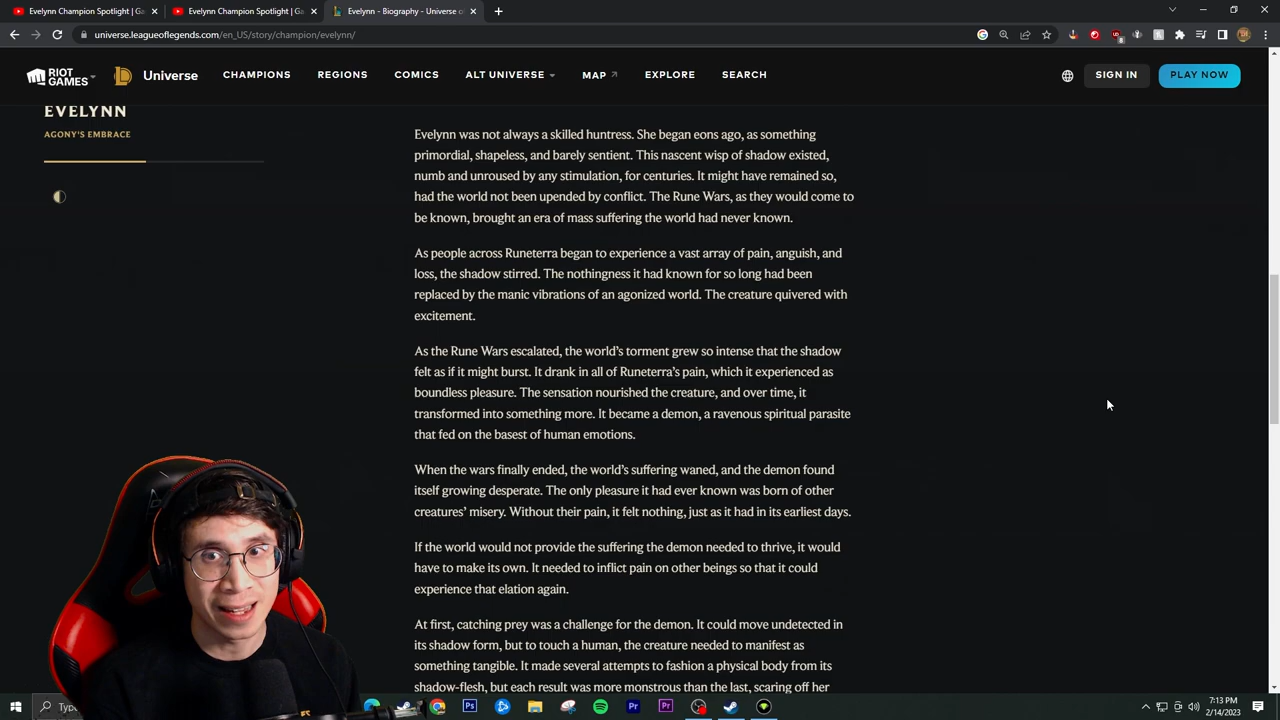 Evelynn Champion Spotlight | Ga
Evelynn Champion Spotlight | G
Evelynn - Biography - Universe o
universe.leagueoflegends.com/en_US/story/champion/evelynn/
RIOT GAMES
Universe
CHAMPIONS
REGIONS
COMICS
ALT UNIVERSE
MAP
EXPLORE
SEARCH
SIGN IN
PLAY NOW
EVELYNN
AGONY'S EMBRACE
Evelynn was not always a skilled huntress. She began eons ago, as something
primordial, shapeless, and barely sentient. This nascent wisp of shadow existed,
numb and unroused by any stimulation, for centuries. It might have remained so,
had the world not been upended by conflict. The Rune Wars, as they would come to
be known, brought an era of mass suffering the world had never known.
As people across Runeterra began to experience a vast array of pain, anguish, and
loss, the shadow stirred. The nothingness it had known for so long had been
replaced by the manic vibrations of an agonized world. The creature quivered with
excitement.
As the Rune Wars escalated, the world's torment grew so intense that the shadow
felt as if it might burst. It drank in all of Runeterra's pain, which it experienced as
boundless pleasure. The sensation nourished the creature, and over time, it
transformed into something more. It became a demon, a ravenous spiritual parasite
that fed on the basest of human emotions.
When the wars finally ended, the world's suffering waned, and the demon found
itself growing desperate. The only pleasure it had ever known was born of other
creatures' misery. Without their pain, it felt nothing, just as it had in its earliest days.
If the world would not provide the suffering the demon needed to thrive, it would
have to make its own. It needed to inflict pain on other beings so that it could
experience that elation again.
At first, catching prey was a challenge for the demon. It could move undetected in
its shadow form, but to touch a human, the creature needed to manifest as
something tangible. It made several attempts to fashion a physical body from its
shadow-flesh, but each result was more monstrous than the last, scaring off her
Typ
Ps
Pr
Pr
7:13 PM
2/14/2023